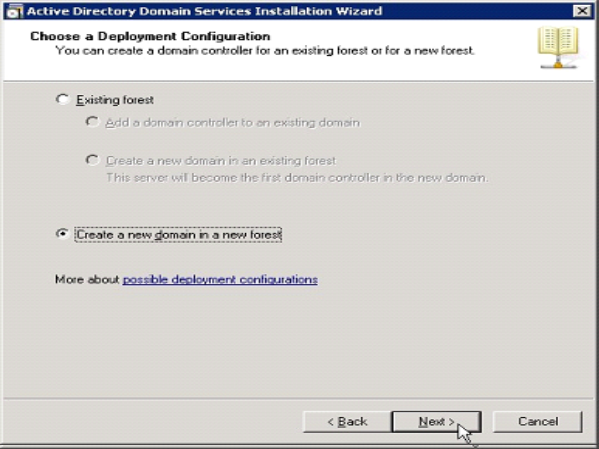 Active Directory Domain Services Installation Wizard
Choose a Deployment Configuration
You can create a domain controller for an existing forest or for a new forest.
Existing forest
Add a domain controller to an existing domain
Create a new domain in an existing forest
This server will become the first domain controller in the new domain.
Create a new domain in a new forest
More about possible deployment configurations
< Back Next > Cancel